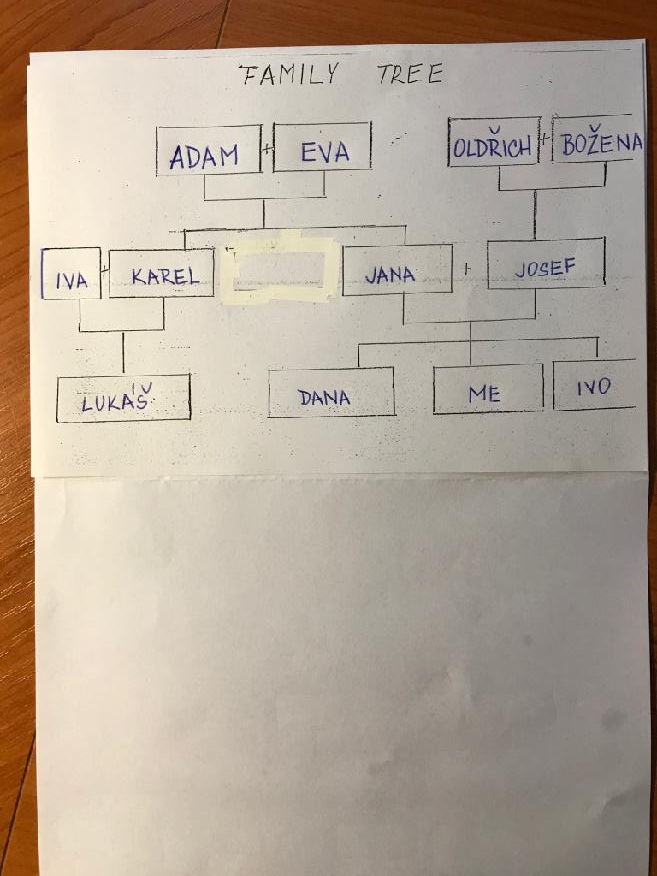 FAMILY TREE
ADAM + EVA
OLDŘICH + BOŽENA
IVA + KAREL
JANA + JOSEF
LUKÁŠ
DANA
ME
IVO